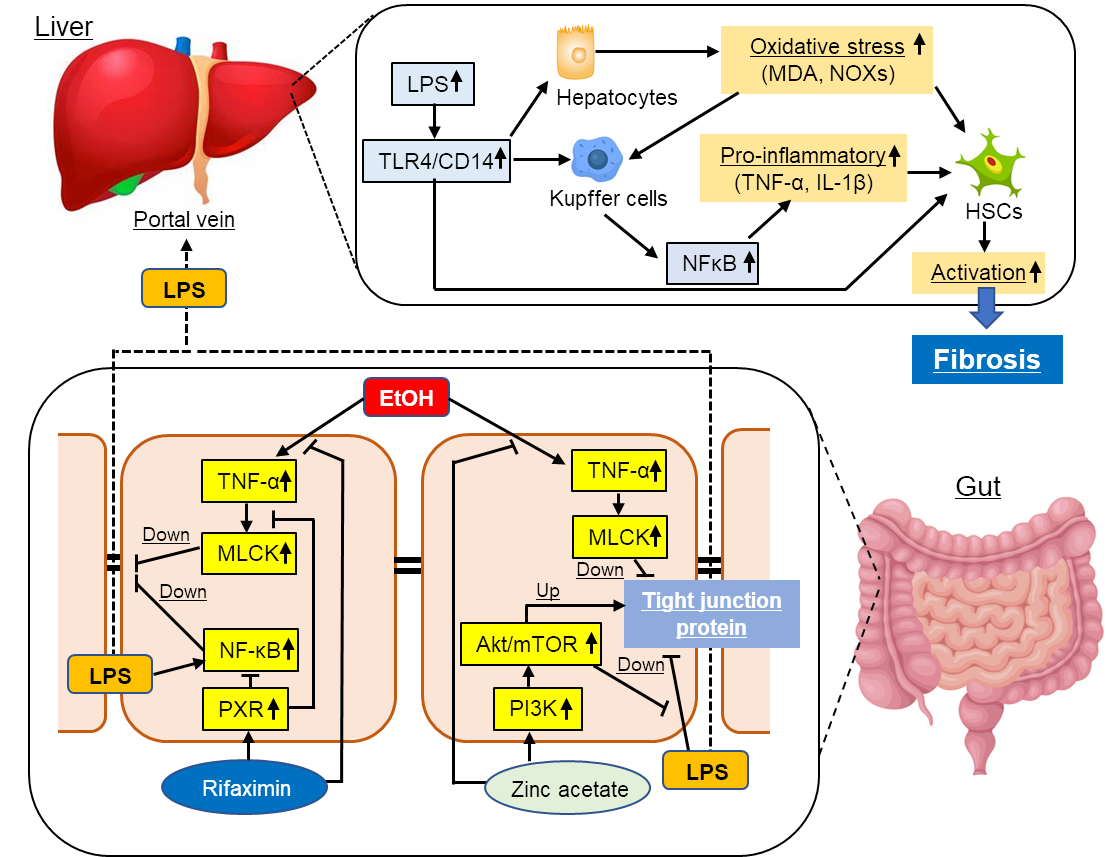 Liver
Portal vein
LPS
LPS
TLR4/CD14
Hepatocytes
Kupffer cells
NFκB
Oxidative stress
(MDA, NOXs)
Pro-inflammatory
(TNF-α, IL-1β)
HSCs
Activation
Fibrosis
EtOH
TNF-α
MLCK
Down
Down
NF-κB
LPS
PXR
Rifaximin
TNF-α
MLCK
Down
Up
Tight junction
protein
Akt/mTOR
Down
PI3K
LPS
Zinc acetate
Gut